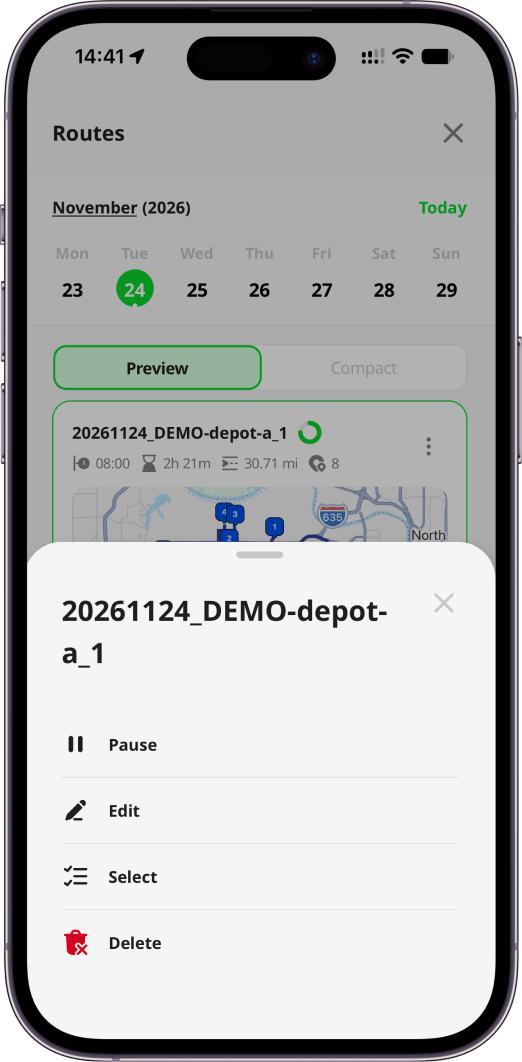 14:41
Routes
November (2026)
Today
Mon Tue Wed Thu Fri Sat Sun
23 24 25 26 27 28 29
Preview
Compact
20261124_DEMO-depot-a_1
08:00 2h 21m 30.71 mi 8
4 3
1
635
2
North
20261124_DEMO-depot-
a_1
Pause
Edit
Select
Delete